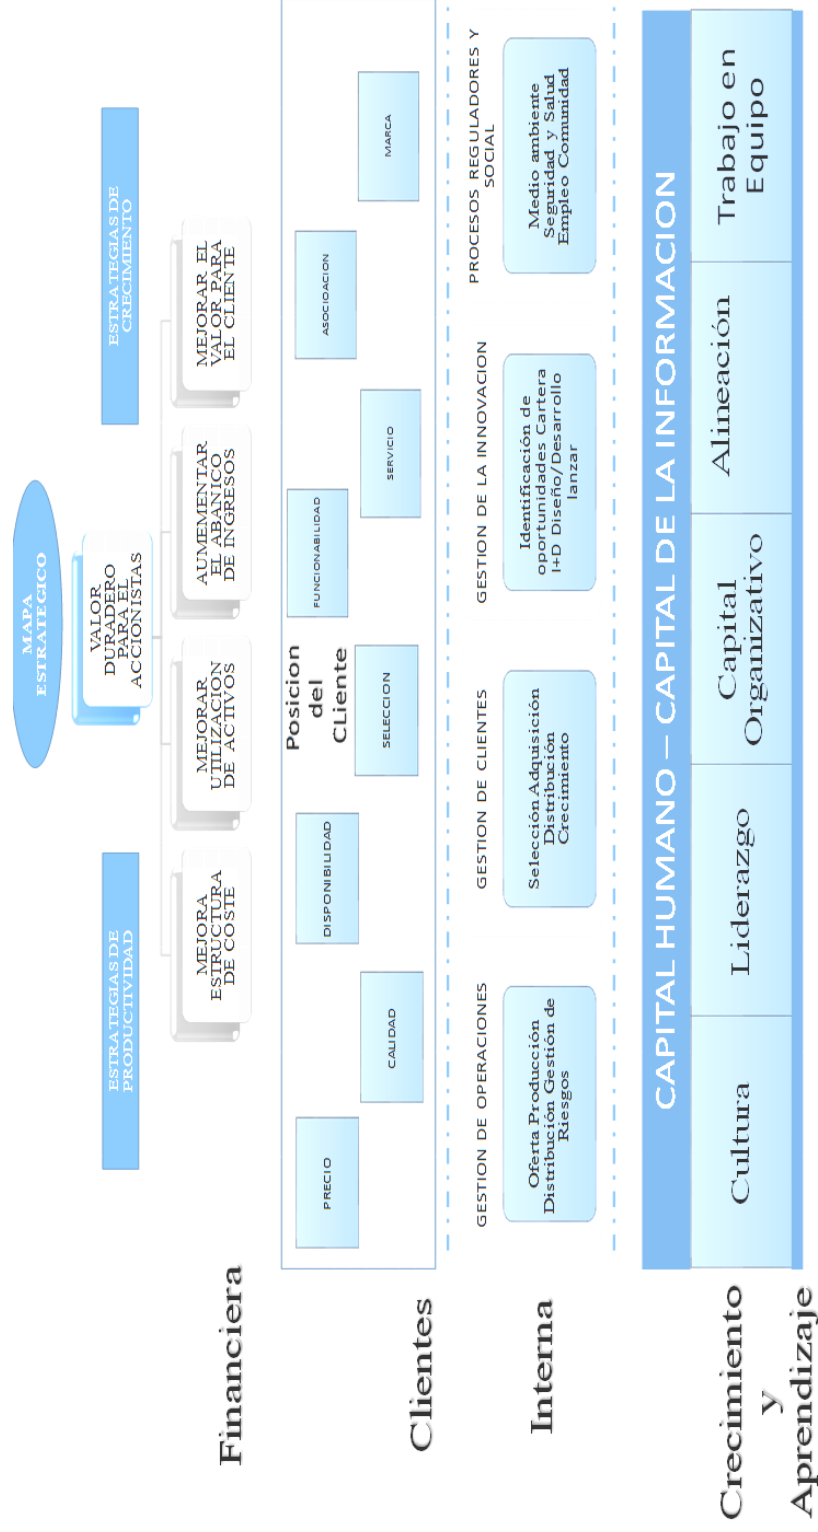 MAPA
ESTRATEGICO
ESTRATEGIAS DE
PRODUCTIVIDAD
VALOR
DURADERO
PARA EL
ACCIONISTAS
ESTRATEGIAS DE
CRECIMIENTO
Financiera
MEJORA
ESTRUCTURA
DE COSTE
MEJORAR
UTILIZACION
DE ACTIVOS
AUMEMENTAR
EL ABANICO
DE INGRESOS
MEJORAR EL
VALOR PARA
EL CLIENTE
Clientes
Posicion
del
CLiente
PRECIO
CALIDAD
DISPONIBILIDAD
SELECCION
FUNCIONABILIDAD
SERVICIO
ASOCIOACION
MARCA
Interna
GESTION DE OPERACIONES
Oferta Producción
Distribución Gestión de
Riesgos
GESTION DE CLIENTES
Selección Adquisición
Distribución
Crecimiento
GESTION DE LA INNOVACION
Identificación de
oportunidades Cartera
I+D Diseño/Desarrollo
lanzar
PROCESOS REGULADORES Y
SOCIAL
Medio ambiente
Seguridad y Salud
Empleo Comunidad
Crecimiento
y
Aprendizaje
CAPITAL HUMANO – CAPITAL DE LA INFORMACION
Cultura
Liderazgo
Capital
Organizativo
Alineación
Trabajo en
Equipo